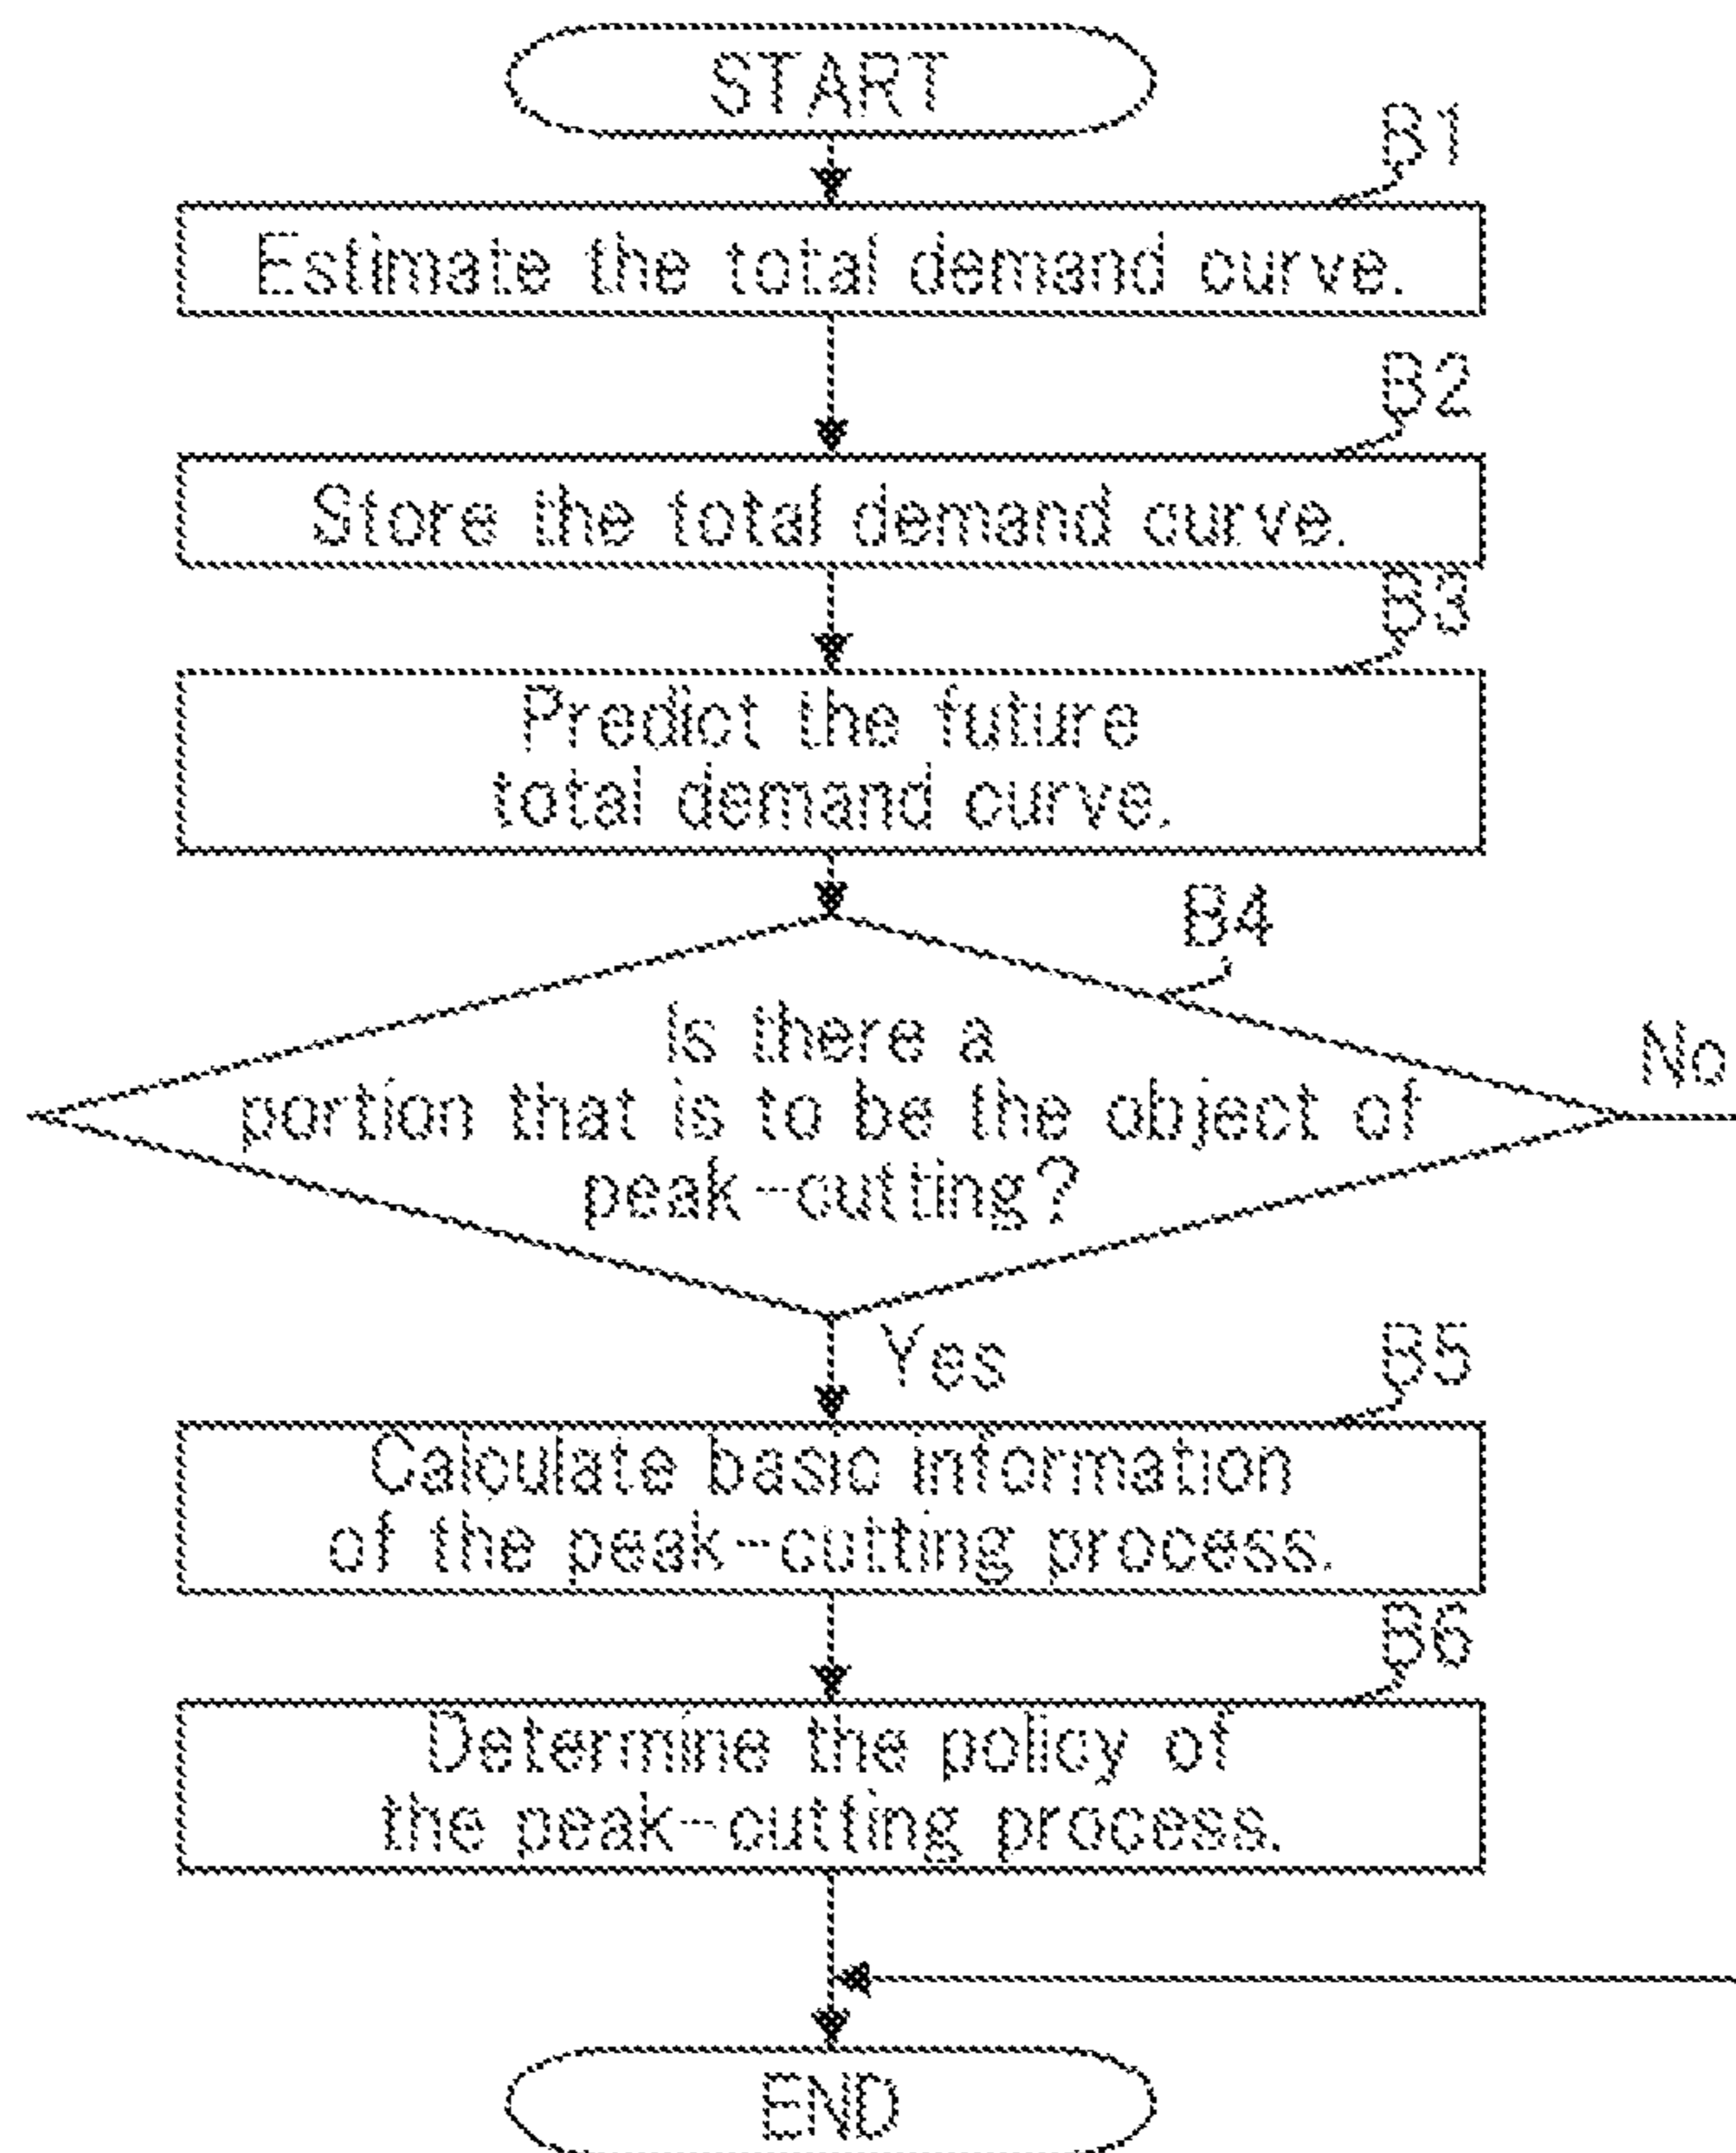 START
B1
Estimate the total demand curve.
B2
Store the total demand curve.
B3
Predict the future
total demand curve.
B4
Is there a
portion that is to be the object of
peak-cutting?
No
Yes
B5
Calculate basic information
of the peak-cutting process.
B6
Determine the policy of
the peak-cutting process.
END